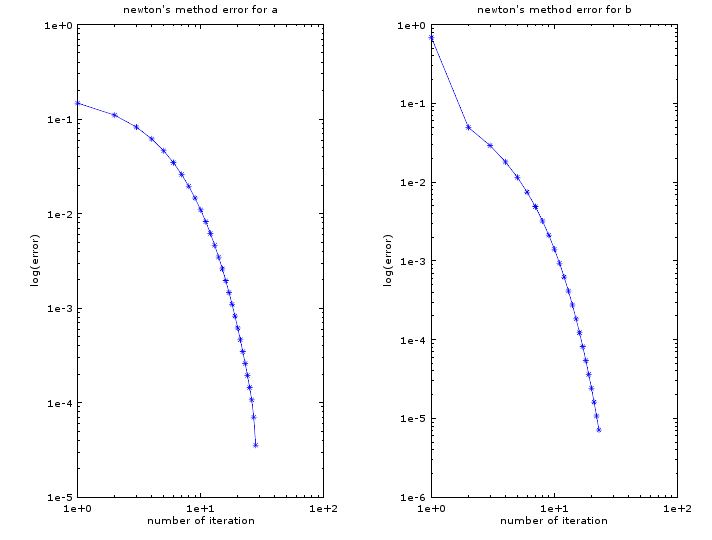 newton's method error for a
1e+0
1e-1
1e-2
1e-3
1e-4
1e-5
log(error)
1e+0
1e+1
1e+2
number of iteration
newton's method error for b
1e+0
1e-1
1e-2
1e-3
1e-4
1e-5
1e-6
log(error)
1e+0
1e+1
1e+2
number of iteration